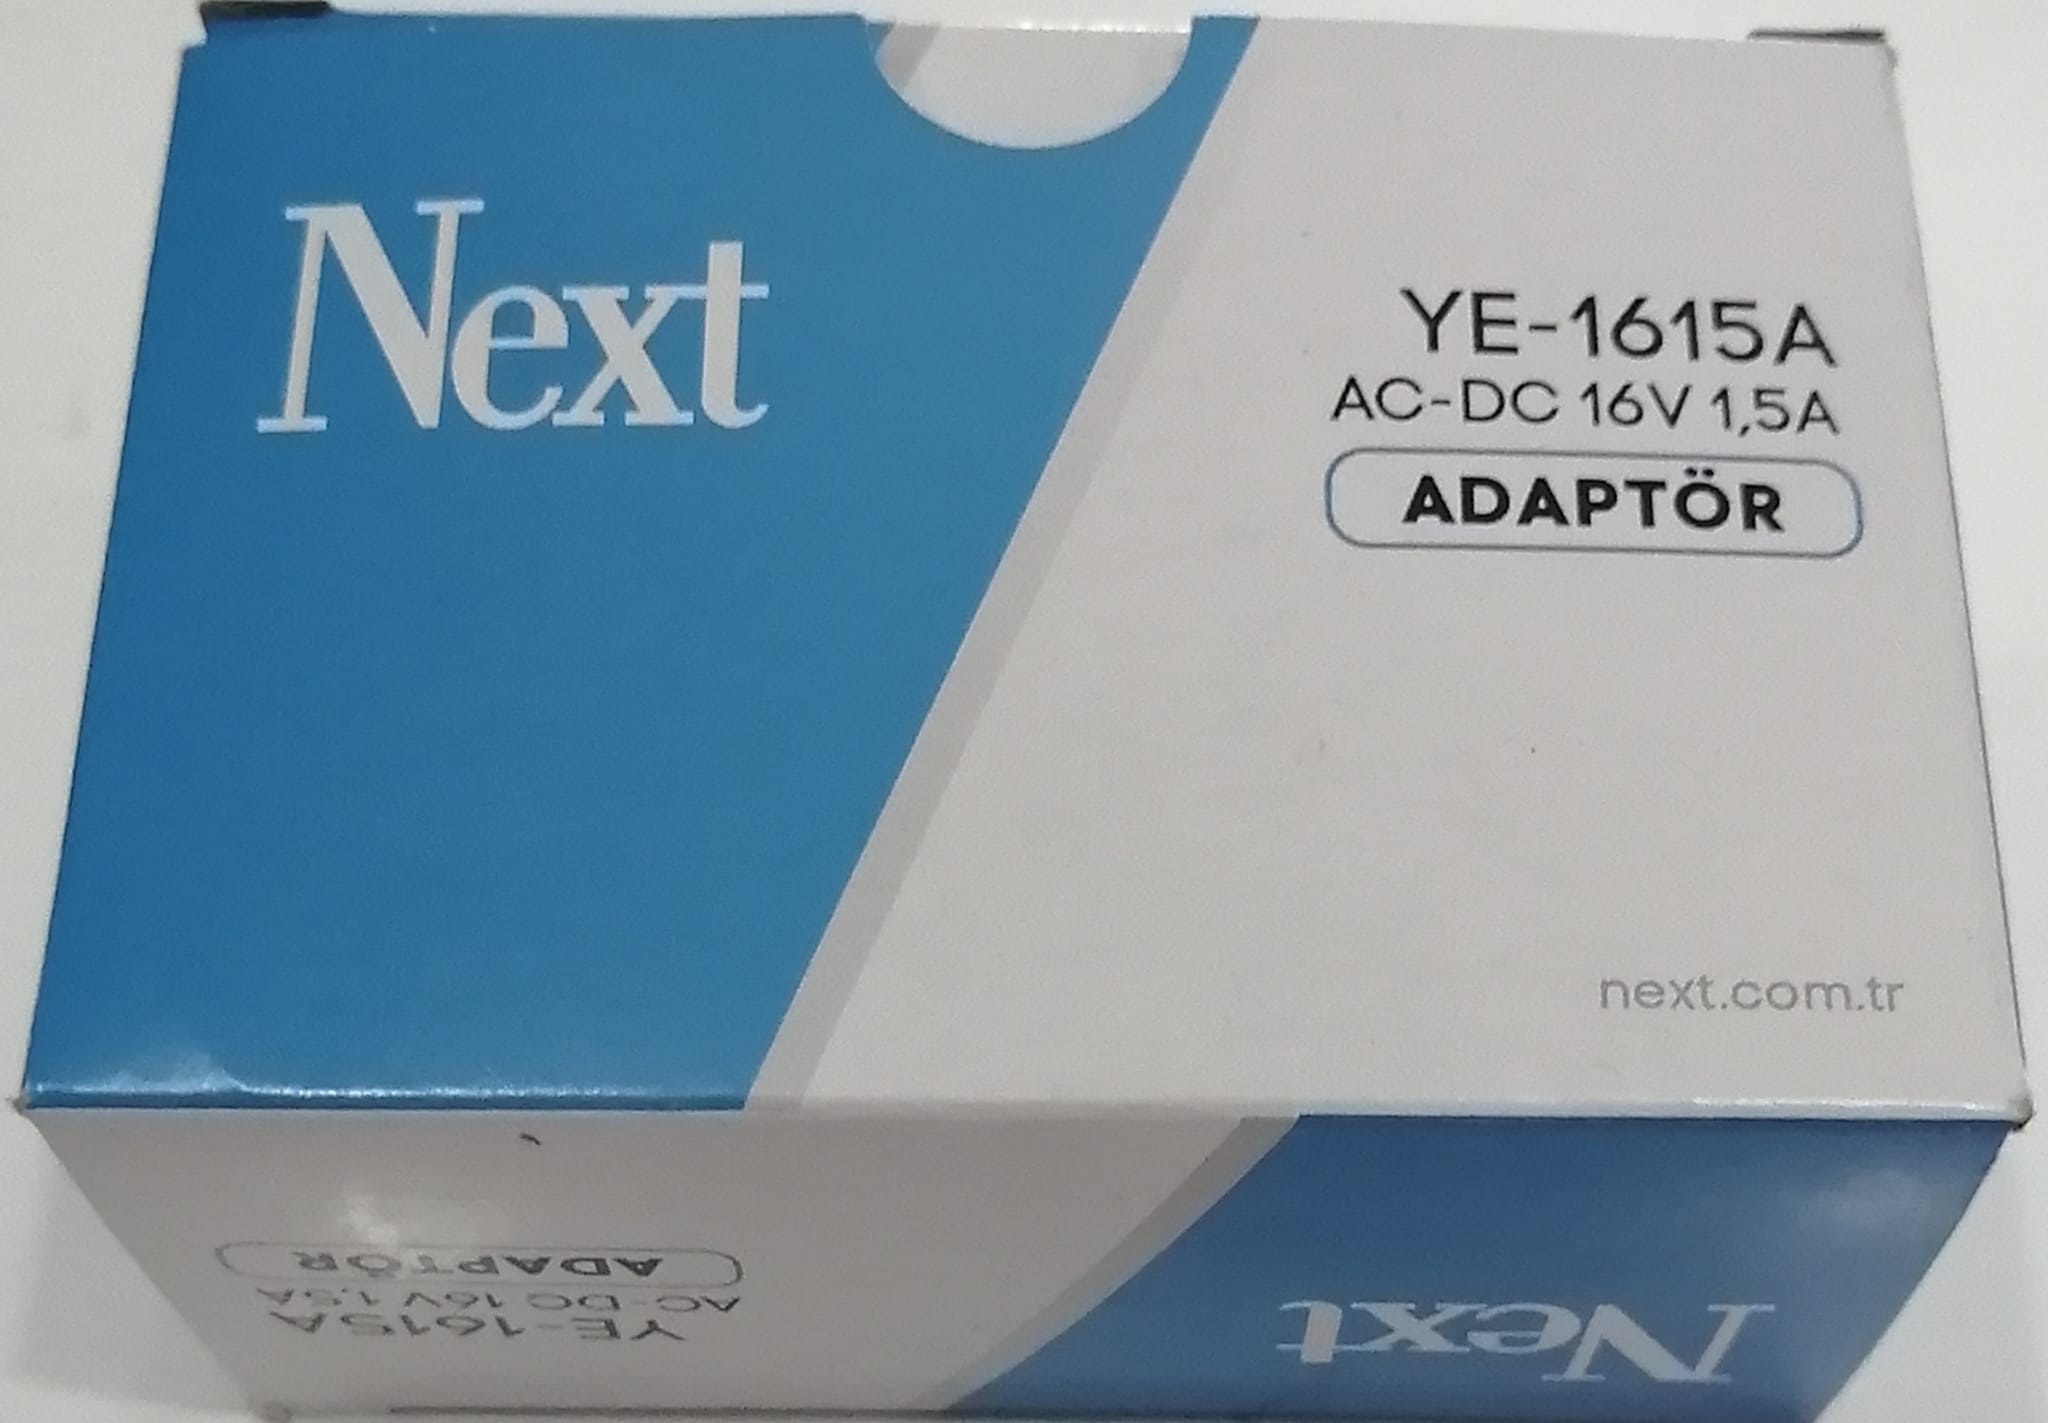 Next
YE-1615A
AC-DC 16V 1,5A
ADAPTÖR
next.com.tr
YE-1615A
AC-DC 16V 1,5A
ADAPTÖR
Next